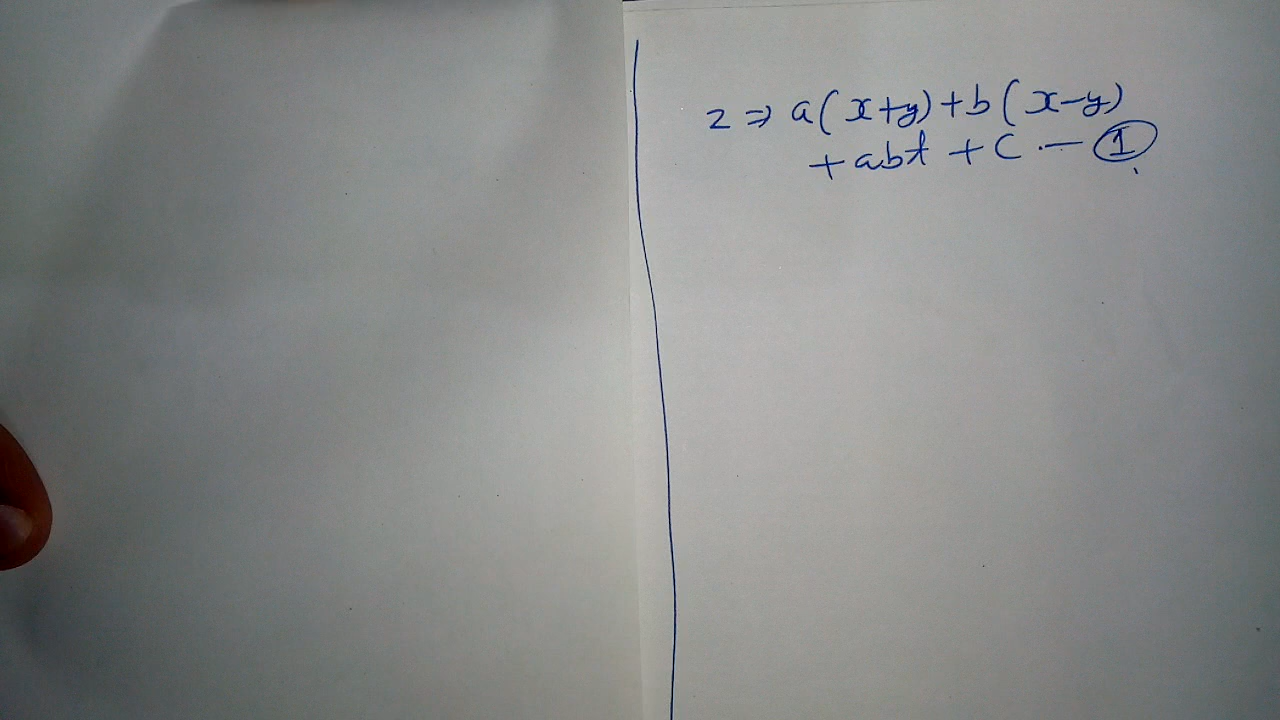 z ⇒ a(x+y)+b(x-y)
+abt + C .— ①